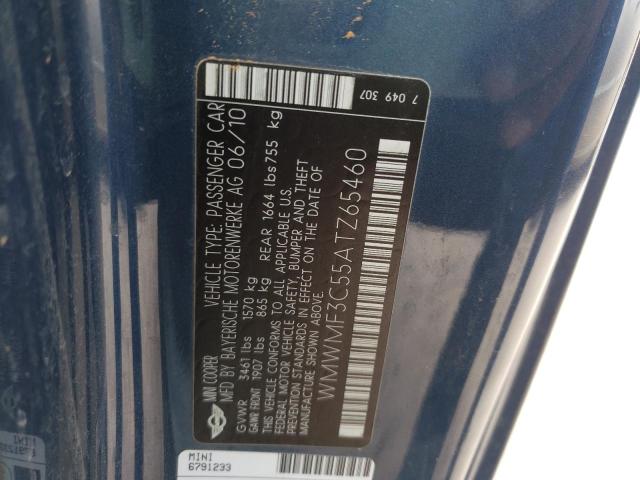 MINI COOPER
VEHICLE TYPE: PASSENGER CAR
MFD BY BAYERISCHE MOTORENWERKE AG 06/10
GVWR 3461 lbs 1570 kg
GAWR FRONT 1907 lbs 865 kg REAR 1664 lbs 755 kg
THIS VEHICLE CONFORMS TO ALL APPLICABLE U.S.
FEDERAL MOTOR VEHICLE SAFETY, BUMPER AND THEFT
PREVENTION STANDARDS IN EFFECT ON THE DATE OF
MANUFACTURE SHOWN ABOVE
WMWMF3C55ATZ65460
7 049 307
MINI
6791233